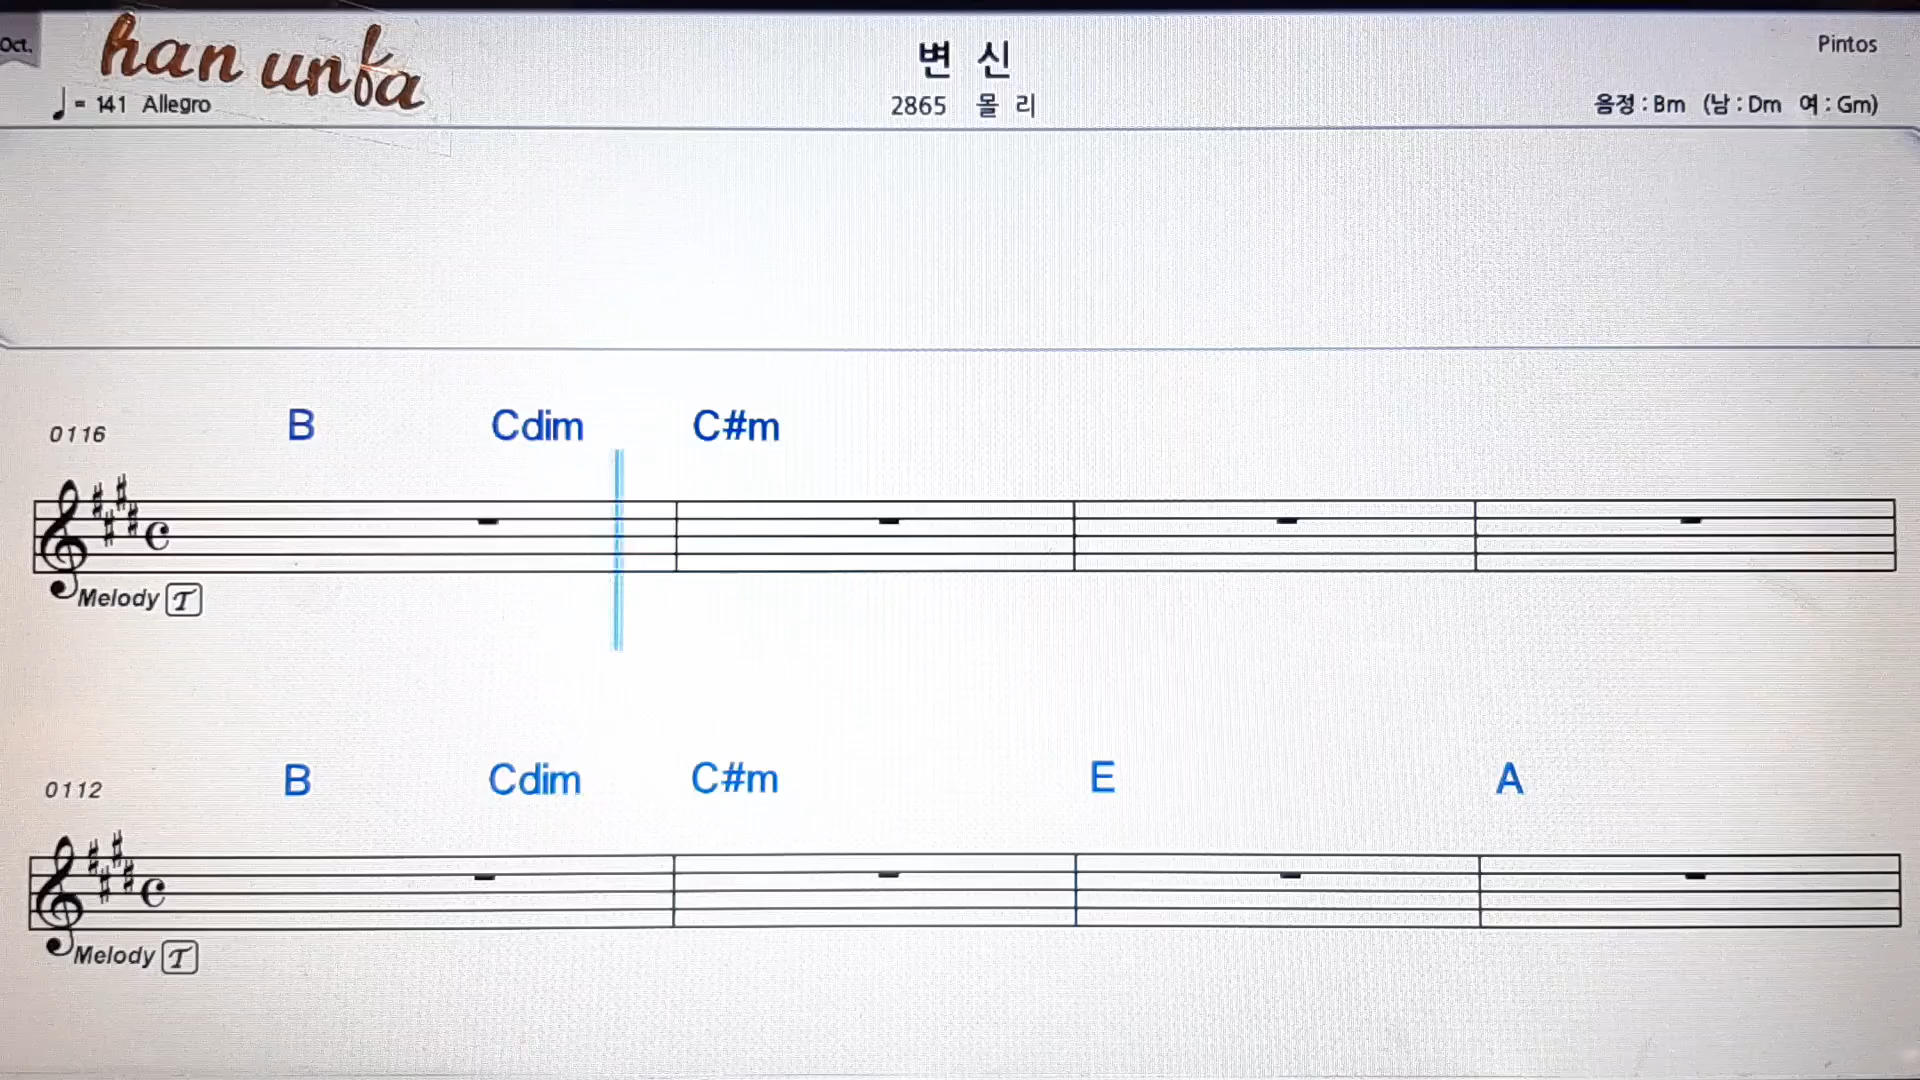 Oct.
han unfa
변 신
Pintos
♩ = 141 Allegro
2865 몰 리
음정 : Bm (남 : Dm 여 : Gm)
0116 B Cdim C#m
Melody T
0112 B Cdim C#m E A
Melody T